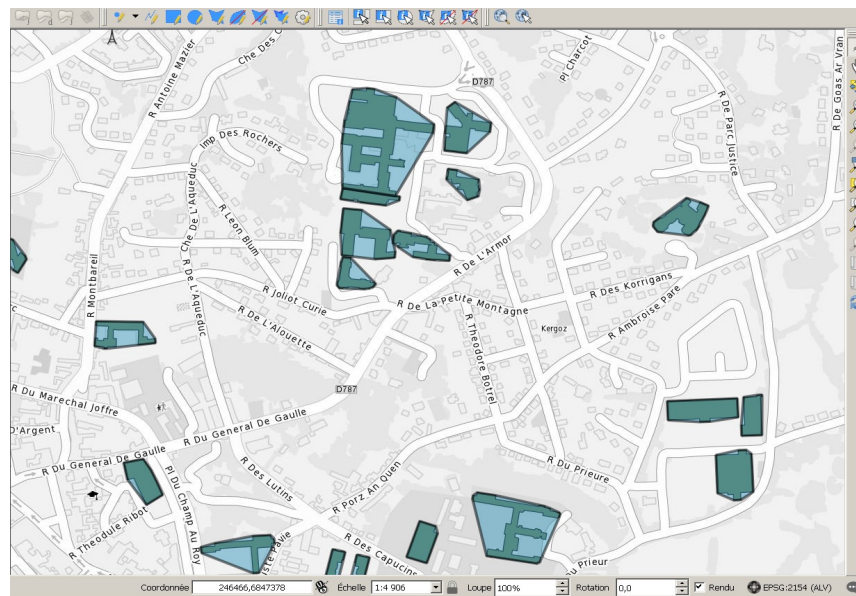 R Antoine Mazier
Che Des C
D787
Pl Charcot
R De Goas Ar Vran
R De Parc Justice
Imp Des Rochers
Che De L'Aqueduc
R Leon Blum
R De L'Armor
R Montbareil
R De L'Aqueduc
R Joliot Curie
R De La Petite Montagne
R Des Korrigans
R De L'Alouette
R Theodore Botrel
Kergoz
R Ambroise Pare
D787
R Du Marechal Joffre
D'Argent
R Du General De Gaulle
R Du General De Gaulle
Pl Du Champ Au Roy
R Des Lutins
R Porz An Quen
R Du Prieure
R Theodule Ribot
R Des Capucins
Pavie
Du Prieur
Coordonnée 246466,6847378 Échelle 1:4 906 Loupe 100% Rotation 0,0 Rendu EPSG:2154 (ALV)